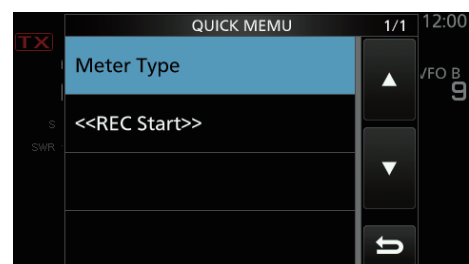 QUICK MEMU
1/1
12:00
TX
Meter Type
VFO B
9
<<REC Start>>
S
SWR